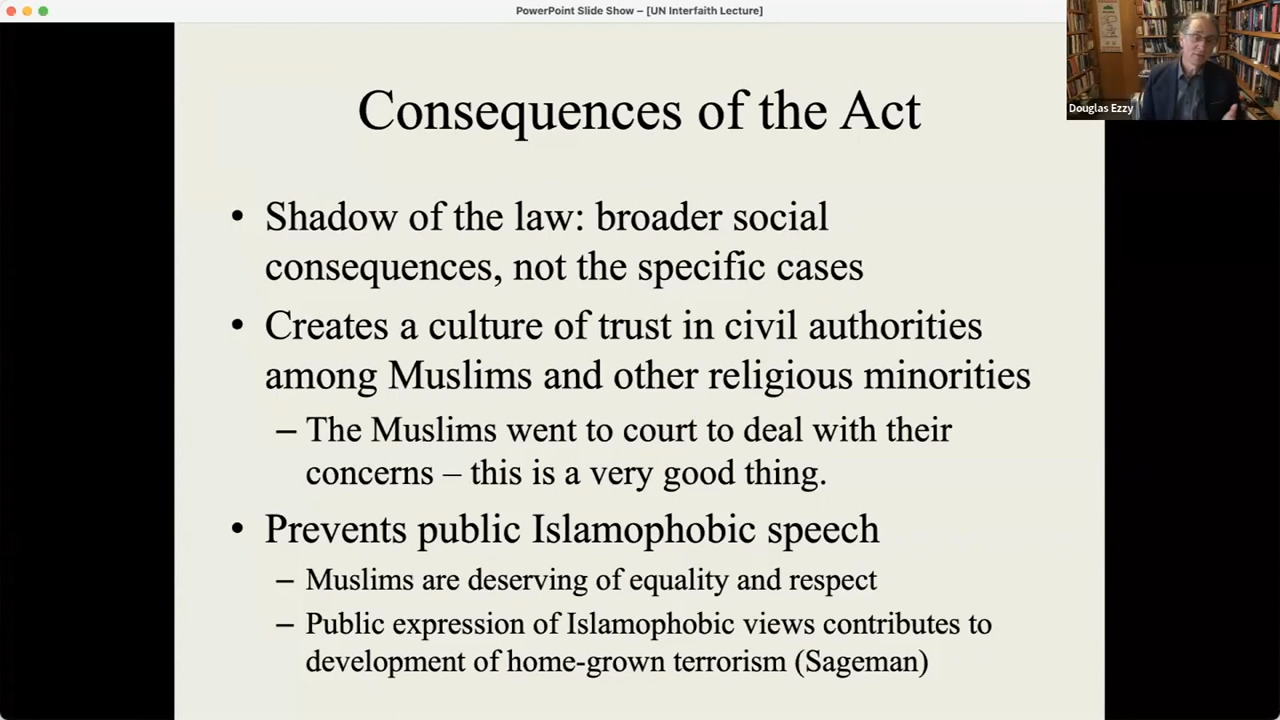 PowerPoint Slide Show – [UN Interfaith Lecture]
Douglas Ezzy
Consequences of the Act
• Shadow of the law: broader social
consequences, not the specific cases
• Creates a culture of trust in civil authorities
among Muslims and other religious minorities
– The Muslims went to court to deal with their
concerns – this is a very good thing.
• Prevents public Islamophobic speech
– Muslims are deserving of equality and respect
– Public expression of Islamophobic views contributes to
development of home-grown terrorism (Sageman)